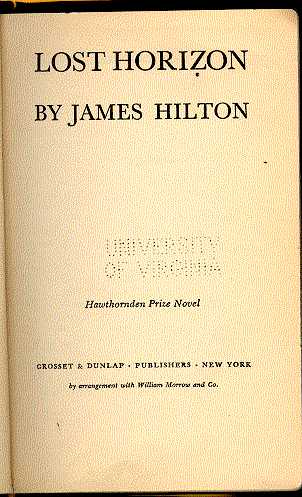 LOST HORIZON
BY JAMES HILTON
UNIVERSITY
OF VIRGINIA
Hawthornden Prize Novel
GROSSET & DUNLAP · PUBLISHERS · NEW YORK
by arrangement with William Morrow and Co.